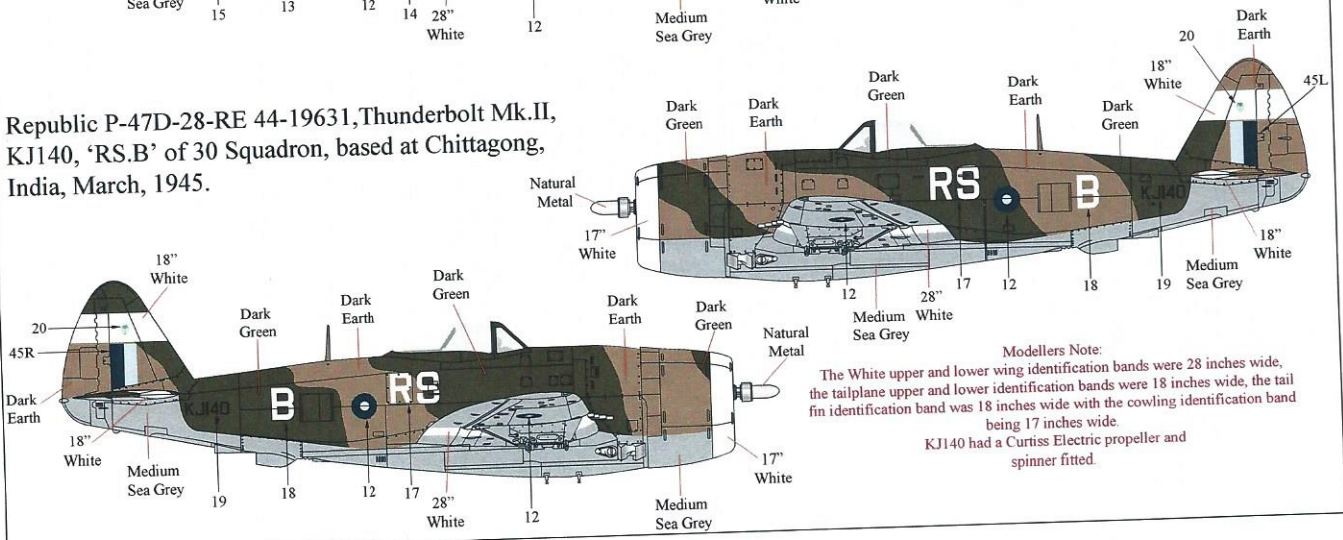 Sea Grey
15
13
12
14
28”
White
12
Medium
Sea Grey
White
Republic P-47D-28-RE 44-19631,Thunderbolt Mk.II,
KJ140, ‘RS.B’ of 30 Squadron, based at Chittagong,
India, March, 1945.
Dark
Green
Dark
Earth
Dark
Green
Dark
Earth
Dark
Green
18”
White
20
Dark
Earth
45L
Natural
Metal
17”
White
RS
B
KJ140
12
Medium
Sea Grey
28”
White
17
12
18
19
Medium
Sea Grey
18”
White
18”
White
20
45R
Dark
Earth
18”
White
Medium
Sea Grey
Dark
Green
Dark
Earth
Dark
Green
Dark
Earth
Dark
Green
Natural
Metal
KJ140
B
RS
19
18
12
17
28”
White
12
Medium
Sea Grey
17”
White
Modellers Note:
The White upper and lower wing identification bands were 28 inches wide,
the tailplane upper and lower identification bands were 18 inches wide, the tail
fin identification band was 18 inches wide with the cowling identification band
being 17 inches wide.
KJ140 had a Curtiss Electric propeller and
spinner fitted.